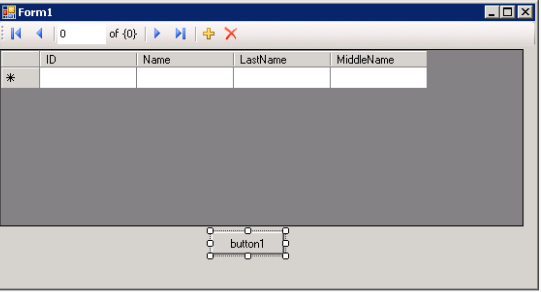 Form1
0 of {0}
ID Name LastName MiddleName
button1